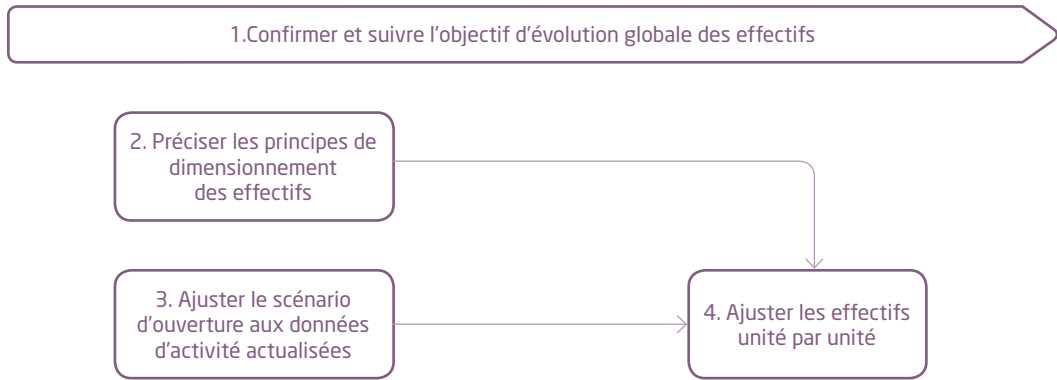 1.Confirmer et suivre l’objectif d’évolution globale des effectifs
2. Préciser les principes de
dimensionnement
des effectifs
3. Ajuster le scénario
d’ouverture aux données
d’activité actualisées
4. Ajuster les effectifs
unité par unité